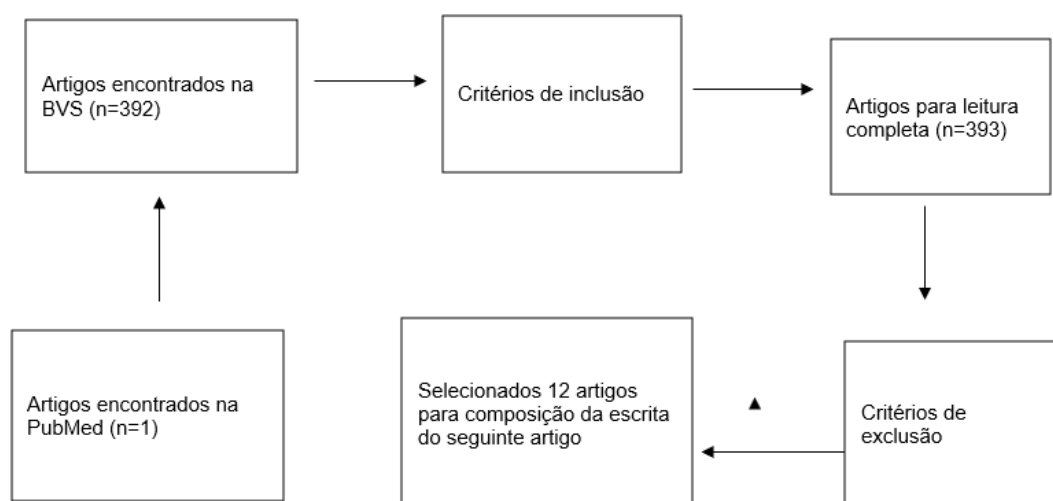 Artigos encontrados na
BVS (n=392)
Critérios de inclusão
Artigos para leitura
completa (n=393)
Artigos encontrados na
PubMed (n=1)
Selecionados 12 artigos
para composição da escrita
do seguinte artigo
Critérios de
exclusão